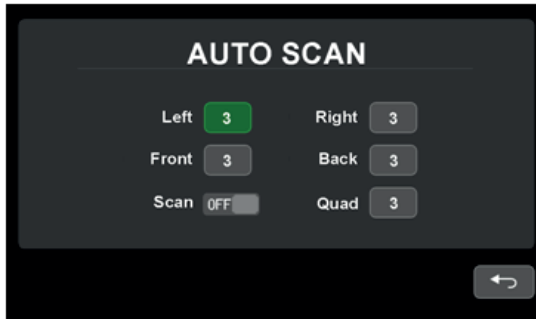 AUTO SCAN
Left 3 Right 3
Front 3 Back 3
Scan OFF Quad 3